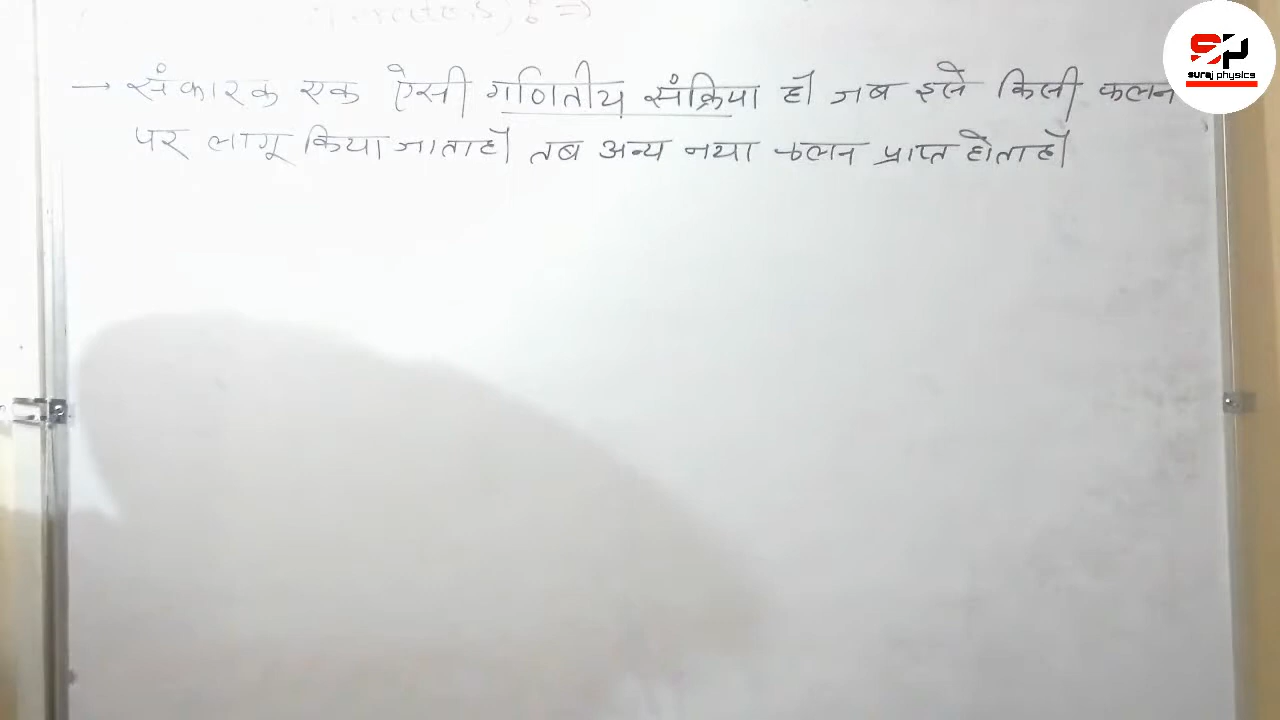 → संकारक एक ऐसी गणितीय संक्रिया है जब इसे किसी फलन
पर लागू किया जाता है तब अन्य नया फलन प्राप्त होता है
SP
suraj physics